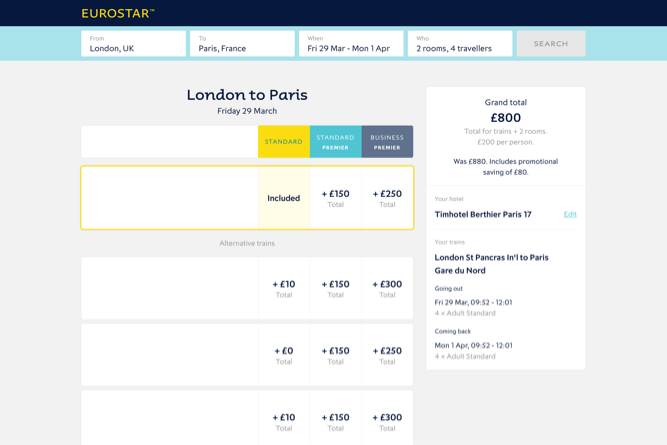 EUROSTAR™
From
London, UK
To
Paris, France
When
Fri 29 Mar - Mon 1 Apr
Who
2 rooms, 4 travellers
SEARCH
London to Paris
Friday 29 March
STANDARD
STANDARD
PREMIER
BUSINESS
PREMIER
Included
+ £150
Total
+ £250
Total
Alternative trains
+ £10
Total
+ £150
Total
+ £300
Total
+ £0
Total
+ £150
Total
+ £250
Total
+ £10
Total
+ £150
Total
+ £300
Total
Grand total
£800
Total for trains + 2 rooms.
£200 per person.
Was £880. Includes promotional
saving of £80.
Your hotel
Timhotel Berthier Paris 17
Edit
Your trains
London St Pancras In'l to Paris
Gare du Nord
Going out
Fri 29 Mar, 09:52 - 12:01
4 × Adult Standard
Coming back
Mon 1 Apr, 09:52 - 12:01
4 × Adult Standard